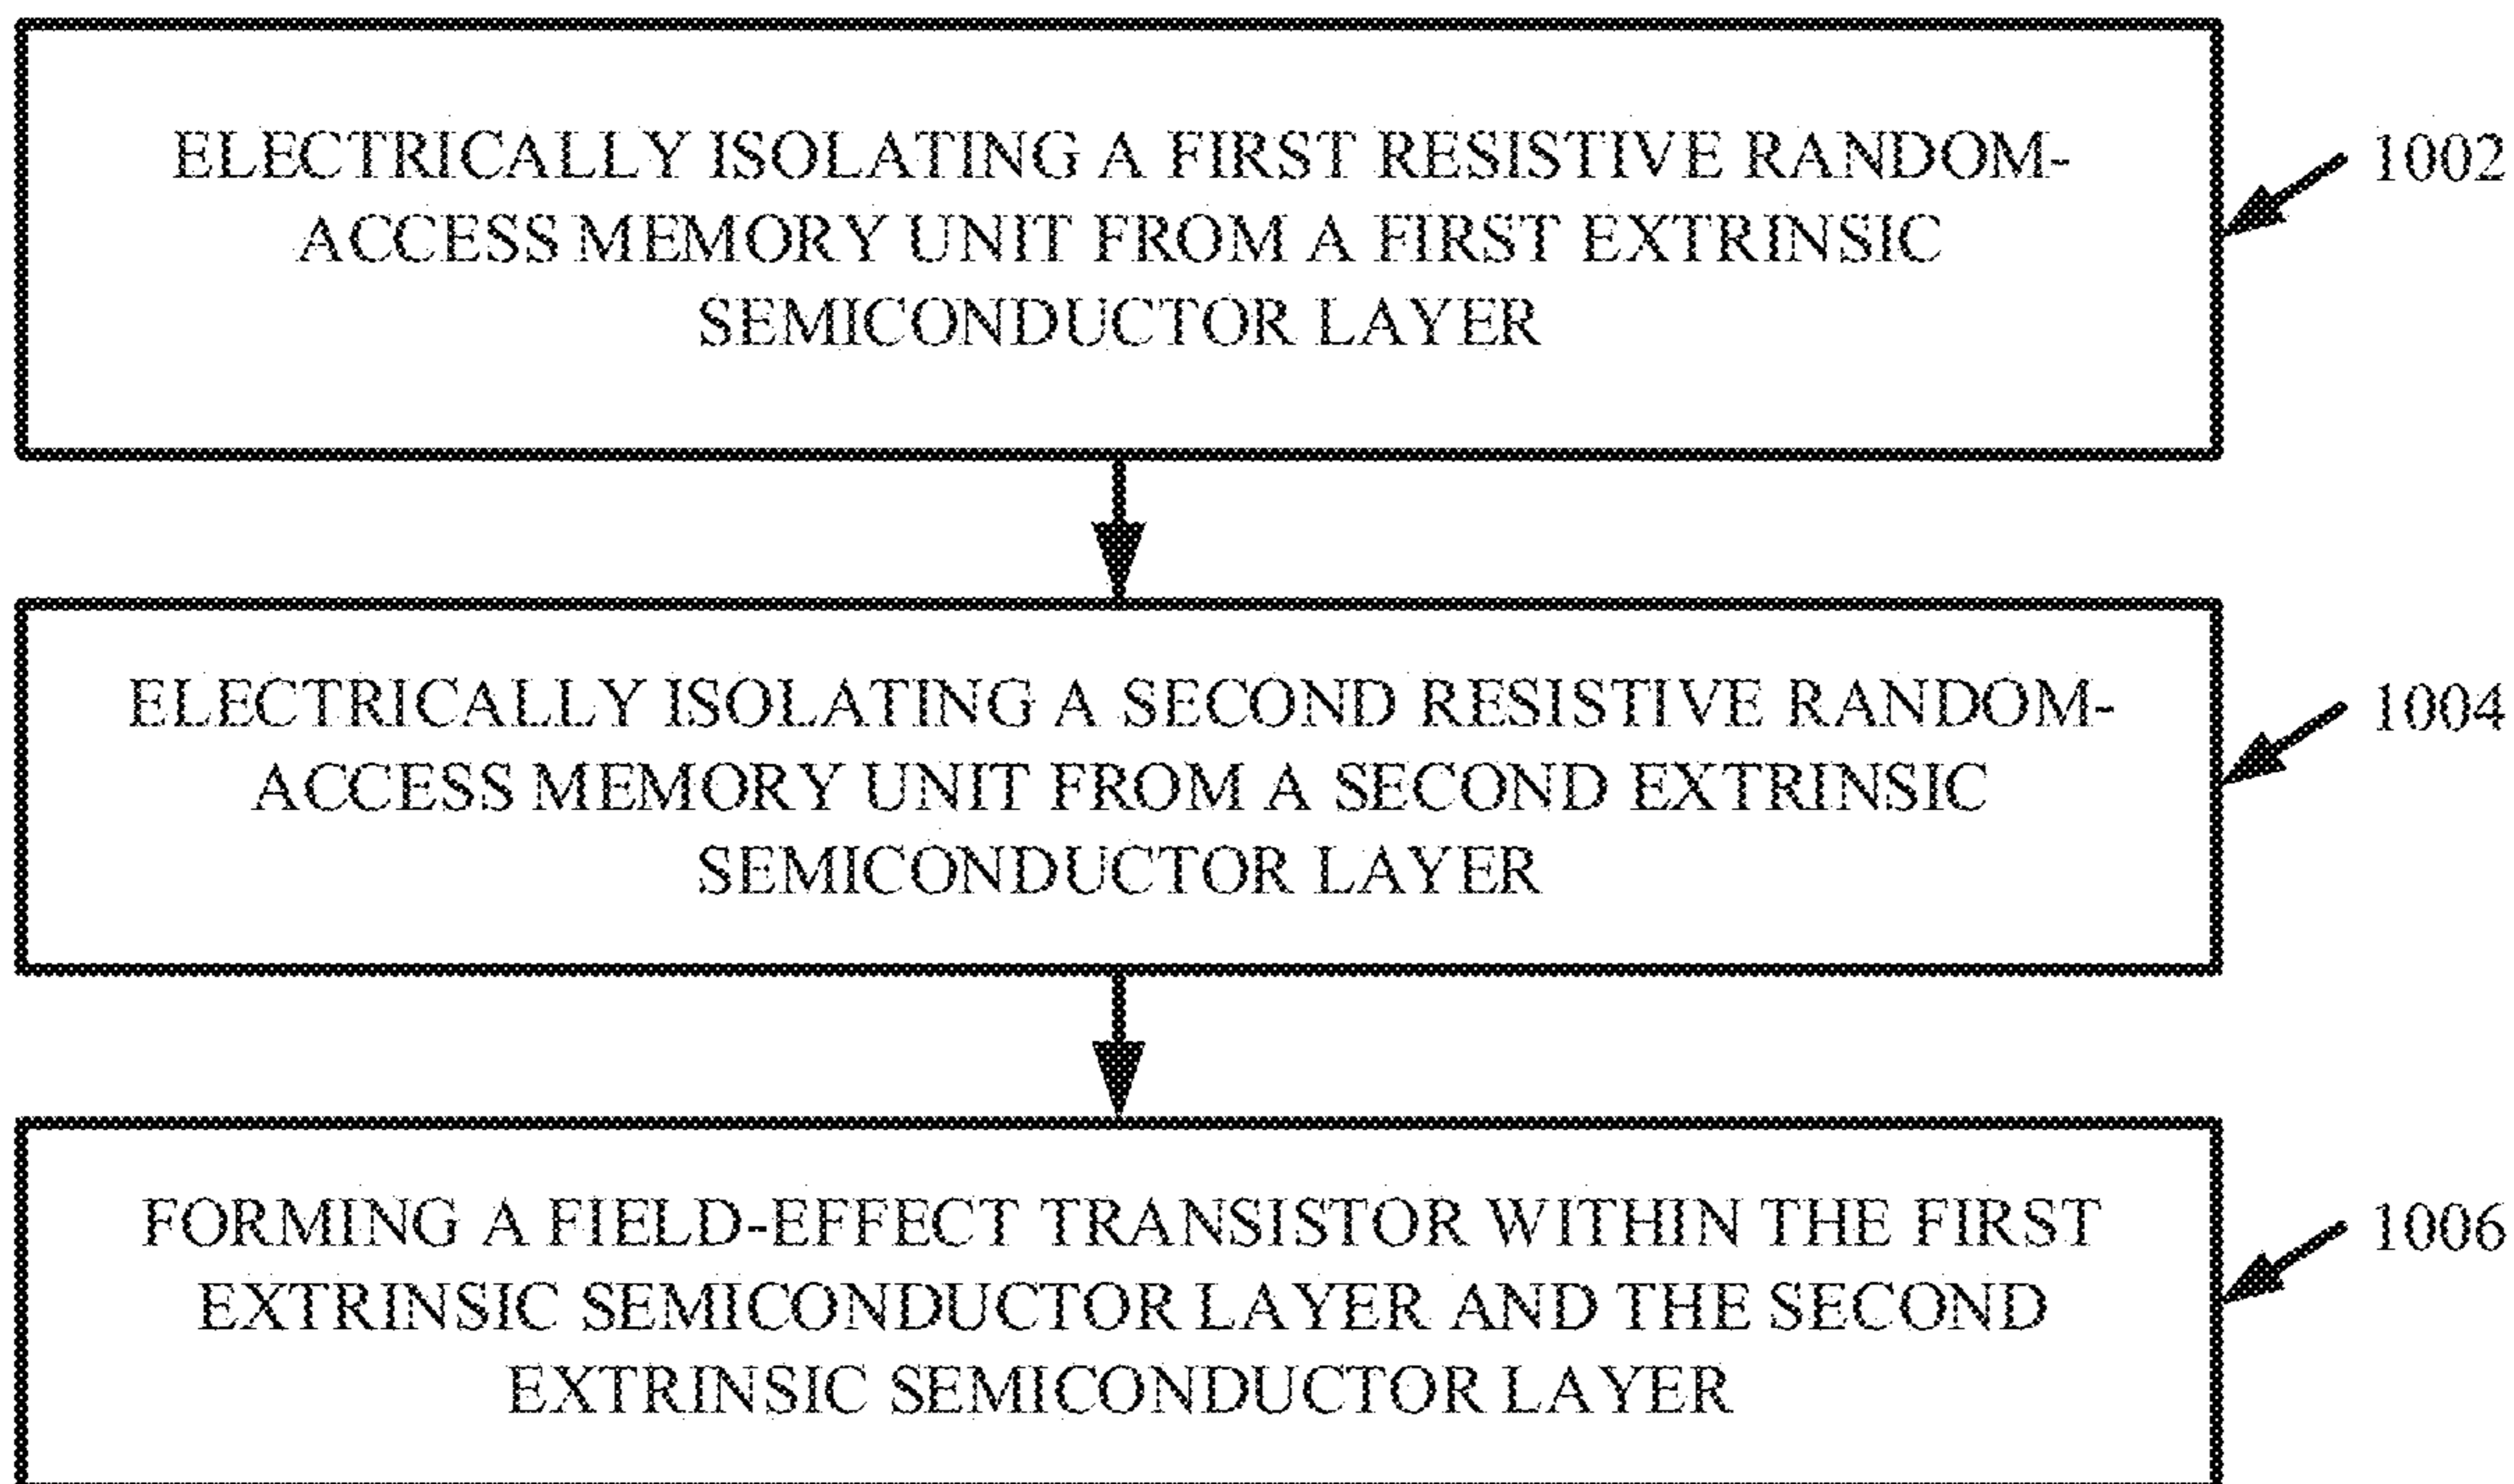 ELECTRICALLY ISOLATING A FIRST RESISTIVE RANDOM-
ACCESS MEMORY UNIT FROM A FIRST EXTRINSIC
SEMICONDUCTOR LAYER
1002
ELECTRICALLY ISOLATING A SECOND RESISTIVE RANDOM-
ACCESS MEMORY UNIT FROM A SECOND EXTRINSIC
SEMICONDUCTOR LAYER
1004
FORMING A FIELD-EFFECT TRANSISTOR WITHIN THE FIRST
EXTRINSIC SEMICONDUCTOR LAYER AND THE SECOND
EXTRINSIC SEMICONDUCTOR LAYER
1006